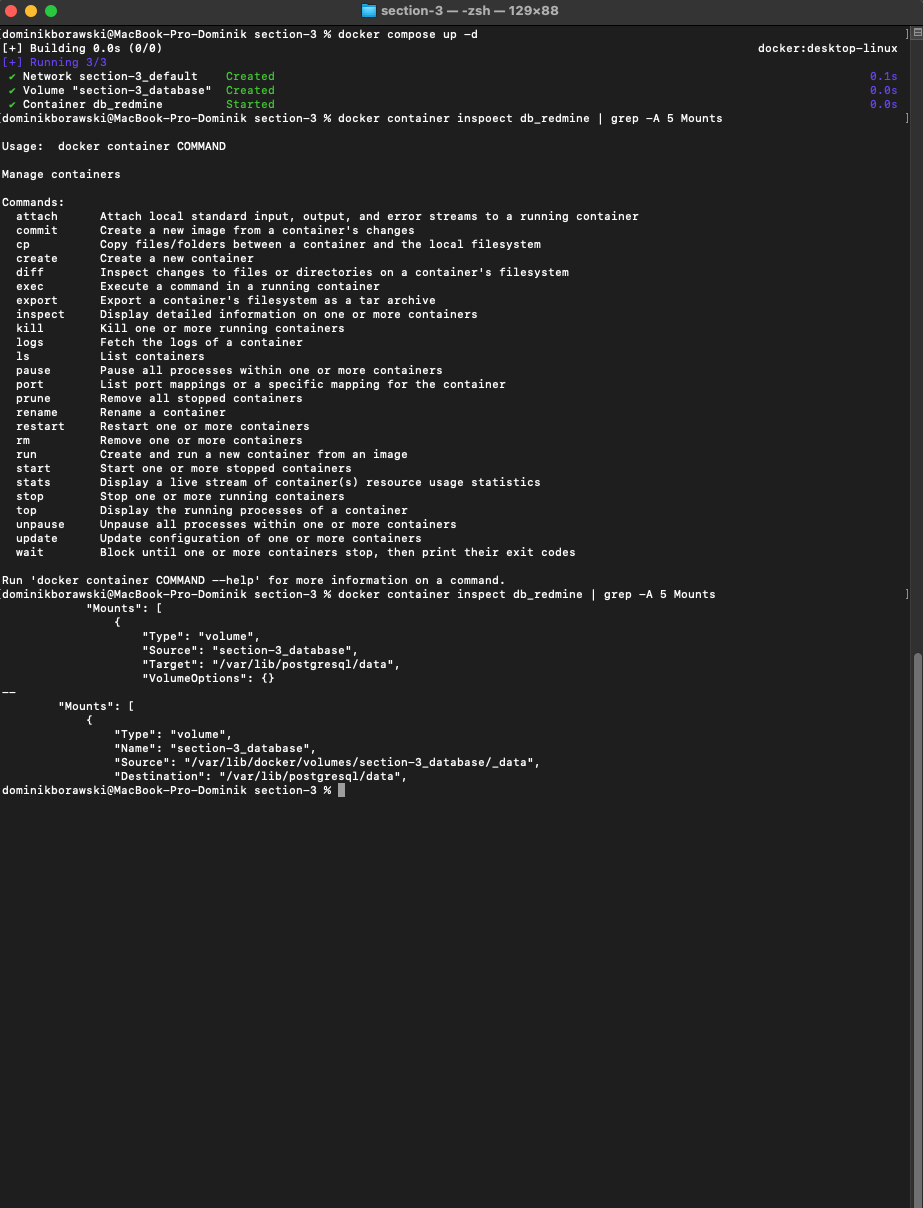 section-3 — -zsh — 129×88
[dominikborawski@MacBook-Pro-Dominik section-3 % docker compose up -d ]
[+] Building 0.0s (0/0) docker:desktop-linux
[+] Running 3/3
✔ Network section-3_default Created 0.1s
✔ Volume "section-3_database" Created 0.0s
✔ Container db_redmine Started 0.0s
[dominikborawski@MacBook-Pro-Dominik section-3 % docker container inspoect db_redmine | grep -A 5 Mounts ]
Usage:  docker container COMMAND
Manage containers
Commands:
  attach      Attach local standard input, output, and error streams to a running container
  commit      Create a new image from a container's changes
  cp          Copy files/folders between a container and the local filesystem
  create      Create a new container
  diff        Inspect changes to files or directories on a container's filesystem
  exec        Execute a command in a running container
  export      Export a container's filesystem as a tar archive
  inspect     Display detailed information on one or more containers
  kill        Kill one or more running containers
  logs        Fetch the logs of a container
  ls          List containers
  pause       Pause all processes within one or more containers
  port        List port mappings or a specific mapping for the container
  prune       Remove all stopped containers
  rename      Rename a container
  restart     Restart one or more containers
  rm          Remove one or more containers
  run         Create and run a new container from an image
  start       Start one or more stopped containers
  stats       Display a live stream of container(s) resource usage statistics
  stop        Stop one or more running containers
  top         Display the running processes of a container
  unpause     Unpause all processes within one or more containers
  update      Update configuration of one or more containers
  wait        Block until one or more containers stop, then print their exit codes
Run 'docker container COMMAND --help' for more information on a command.
[dominikborawski@MacBook-Pro-Dominik section-3 % docker container inspect db_redmine | grep -A 5 Mounts ]
            "Mounts": [
                {
                    "Type": "volume",
                    "Source": "section-3_database",
                    "Target": "/var/lib/postgresql/data",
                    "VolumeOptions": {}
--
        "Mounts": [
            {
                "Type": "volume",
                "Name": "section-3_database",
                "Source": "/var/lib/docker/volumes/section-3_database/_data",
                "Destination": "/var/lib/postgresql/data",
dominikborawski@MacBook-Pro-Dominik section-3 %